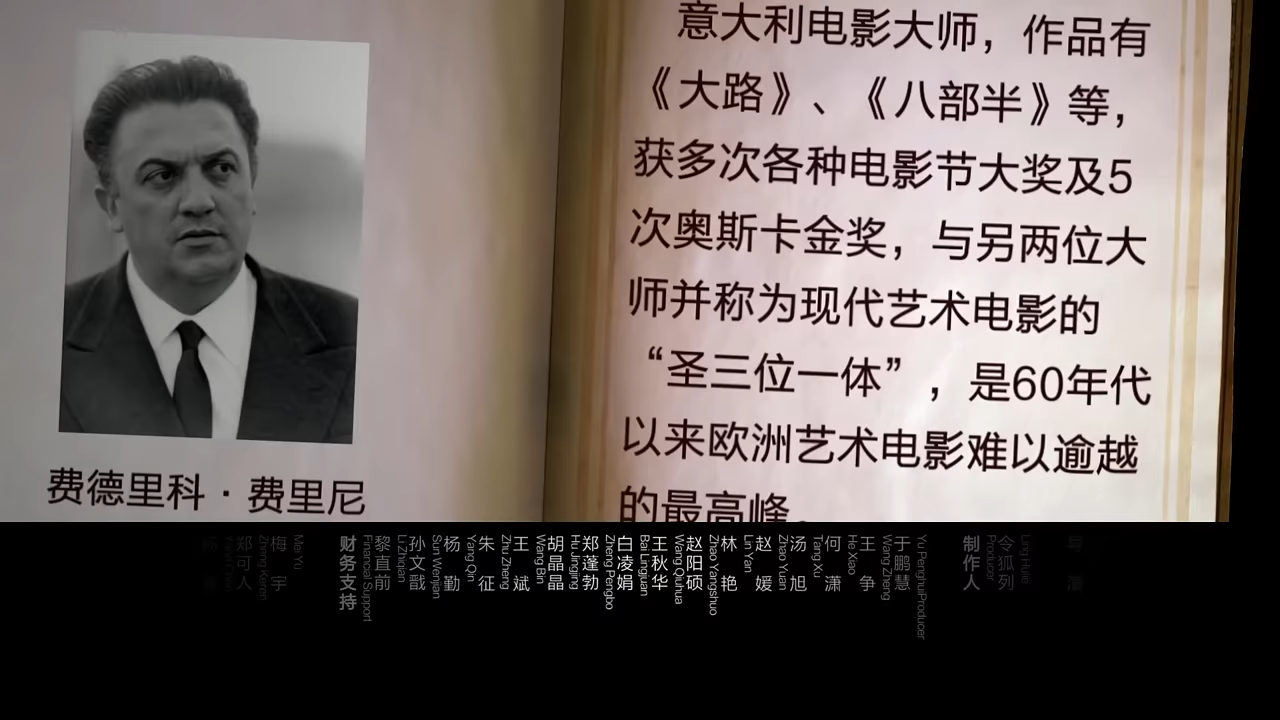 意大利电影大师，作品有
《大路》、《八部半》等，
获多次各种电影节大奖及5
次奥斯卡金奖，与另两位大
师并称为现代艺术电影的
“圣三位一体”，是60年代
以来欧洲艺术电影难以逾越
的最高峰。
费德里科·费里尼
郑可人
梅
Mei Yu
财务支持
Financial Support
黎直前
Li Zhiqian
孙文戬
Sun Wenjian
杨勤
Yang Qin
朱征
Zhu Zheng
王斌
Wang Bin
胡晶晶
Hu Jingjing
郑蓬勃
Zheng Pengbo
白凌娟
Bai Lingjuan
王秋华
Wang Qiuhua
赵阳硕
Zhao Yangshuo
林艳
Lin Yan
赵媛
Zhao Yuan
汤旭
Tang Xu
何潇
He Xiao
王争
Wang Zheng
于鹏慧
Yu PenghuiProducer
制作人
Producer
令狐列